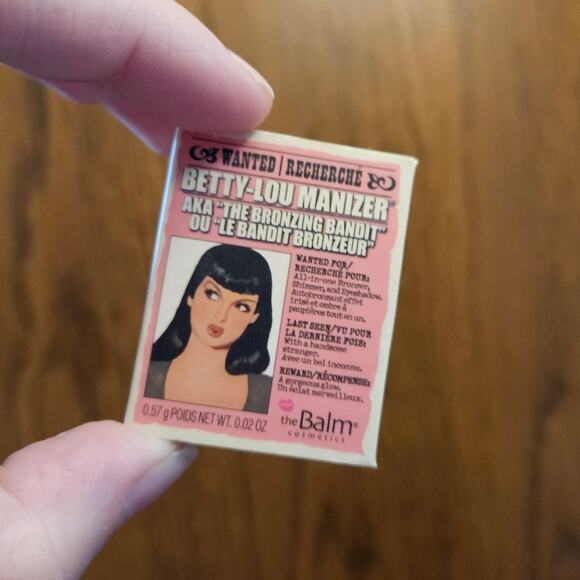 WANTED | RECHERCHÉ
BETTY-LOU MANIZER®
AKA "THE BRONZING BANDIT"
OU "LE BANDIT BRONZEUR"
WANTED FOR/
RECHERCHÉ POUR:
All-in-one Bronzer,
Shimmer, and Eyeshadow.
Autobronzant effet
irisé et ombre à
paupières tout en un.
LAST SEEN/VU POUR
LA DERNIÈRE FOIS:
With a handsome
stranger.
Avec un bel inconnu.
REWARD/RÉCOMPENSE:
A gorgeous glow.
Un éclat merveilleux.
0.57 g POIDS NET WT. 0.02 OZ
theBalm®
cosmetics